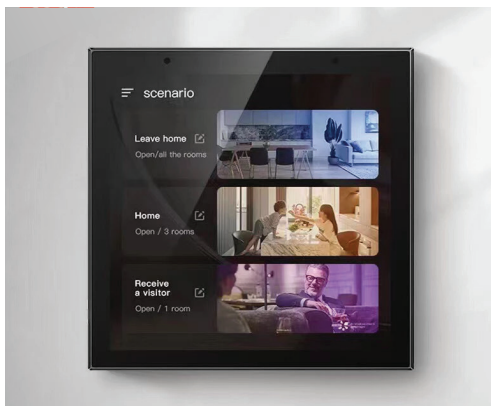 scenario
Leave home
Open/all the rooms
Home
Open / 3 rooms
Receive
a visitor
Open / 1 room